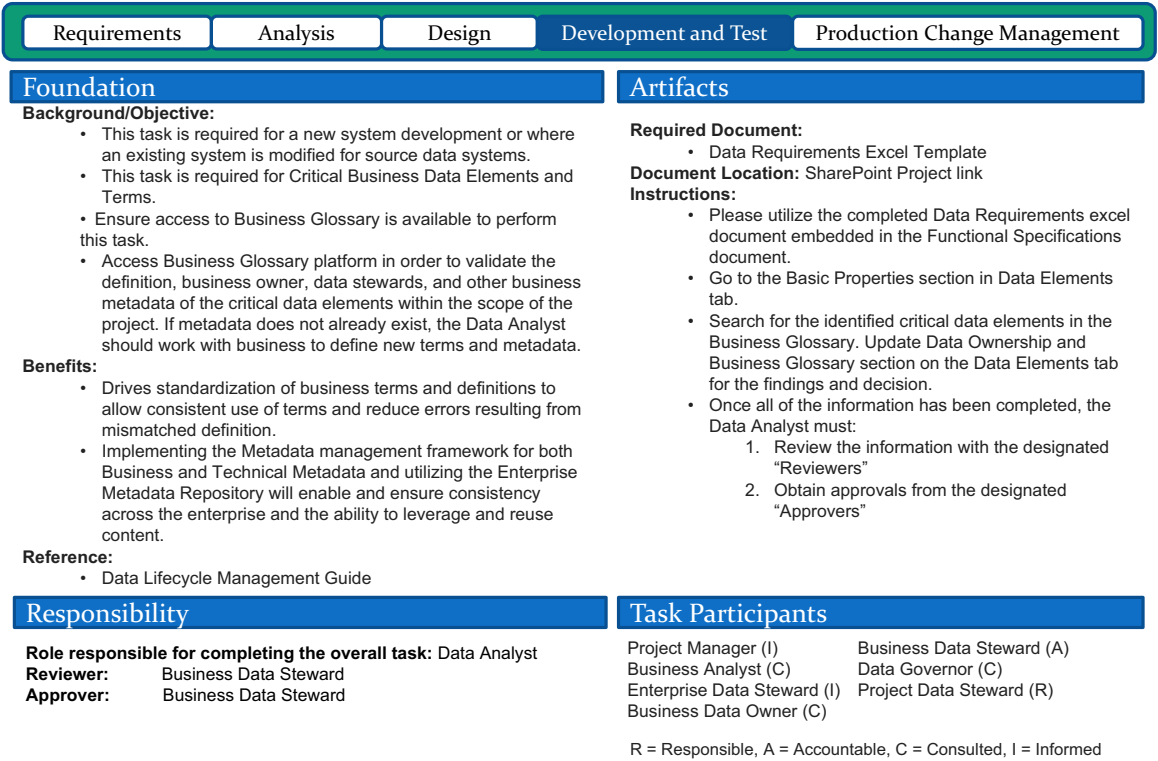 Requirements
Analysis
Design
Development and Test
Production Change Management
Foundation
Background/Objective:
• This task is required for a new system development or where
an existing system is modified for source data systems.
• This task is required for Critical Business Data Elements and
Terms.
• Ensure access to Business Glossary is available to perform
this task.
• Access Business Glossary platform in order to validate the
definition, business owner, data stewards, and other business
metadata of the critical data elements within the scope of the
project. If metadata does not already exist, the Data Analyst
should work with business to define new terms and metadata.
Benefits:
• Drives standardization of business terms and definitions to
allow consistent use of terms and reduce errors resulting from
mismatched definition.
• Implementing the Metadata management framework for both
Business and Technical Metadata and utilizing the Enterprise
Metadata Repository will enable and ensure consistency
across the enterprise and the ability to leverage and reuse
content.
Reference:
• Data Lifecycle Management Guide
Artifacts
Required Document:
• Data Requirements Excel Template
Document Location: SharePoint Project link
Instructions:
• Please utilize the completed Data Requirements excel
document embedded in the Functional Specifications
document.
• Go to the Basic Properties section in Data Elements
tab.
• Search for the identified critical data elements in the
Business Glossary. Update Data Ownership and
Business Glossary section on the Data Elements tab
for the findings and decision.
• Once all of the information has been completed, the
Data Analyst must:
1. Review the information with the designated
“Reviewers”
2. Obtain approvals from the designated
“Approvers”
Responsibility
Role responsible for completing the overall task: Data Analyst
Reviewer: Business Data Steward
Approver: Business Data Steward
Task Participants
Project Manager (I)
Business Analyst (C)
Enterprise Data Steward (I)
Business Data Owner (C)
Business Data Steward (A)
Data Governor (C)
Project Data Steward (R)
R = Responsible, A = Accountable, C = Consulted, I = Informed